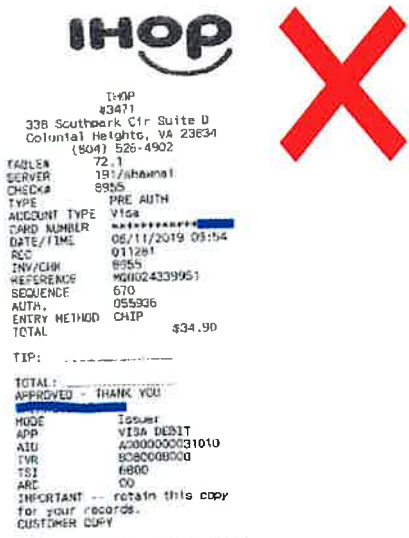 IHOP
IHOP
#3471
338 Southpark Cir Suite D
Colonial Heights, VA 23834
(804) 526-4902
TABLE# 72.1
SERVER 191/shawnal
CHECK# 8955
TYPE PRE AUTH
ACCOUNT TYPE Visa
CARD NUMBER
DATE/TIME 06/11/2019
REC 011281
INV/CHK 8955
REFERENCE
SEQUENCE 670
AUTH. 055936
ENTRY METHOD CHIP
TOTAL $34.90
TIP:
TOTAL:
APPROVED - THANK YOU
MODE Issuer
APP VISA DEBIT
AID A0000000031010
TVR 8080008000
TSI 6800
ARC 00
IMPORTANT -- retain this copy
for your records.
CUSTOMER COPY